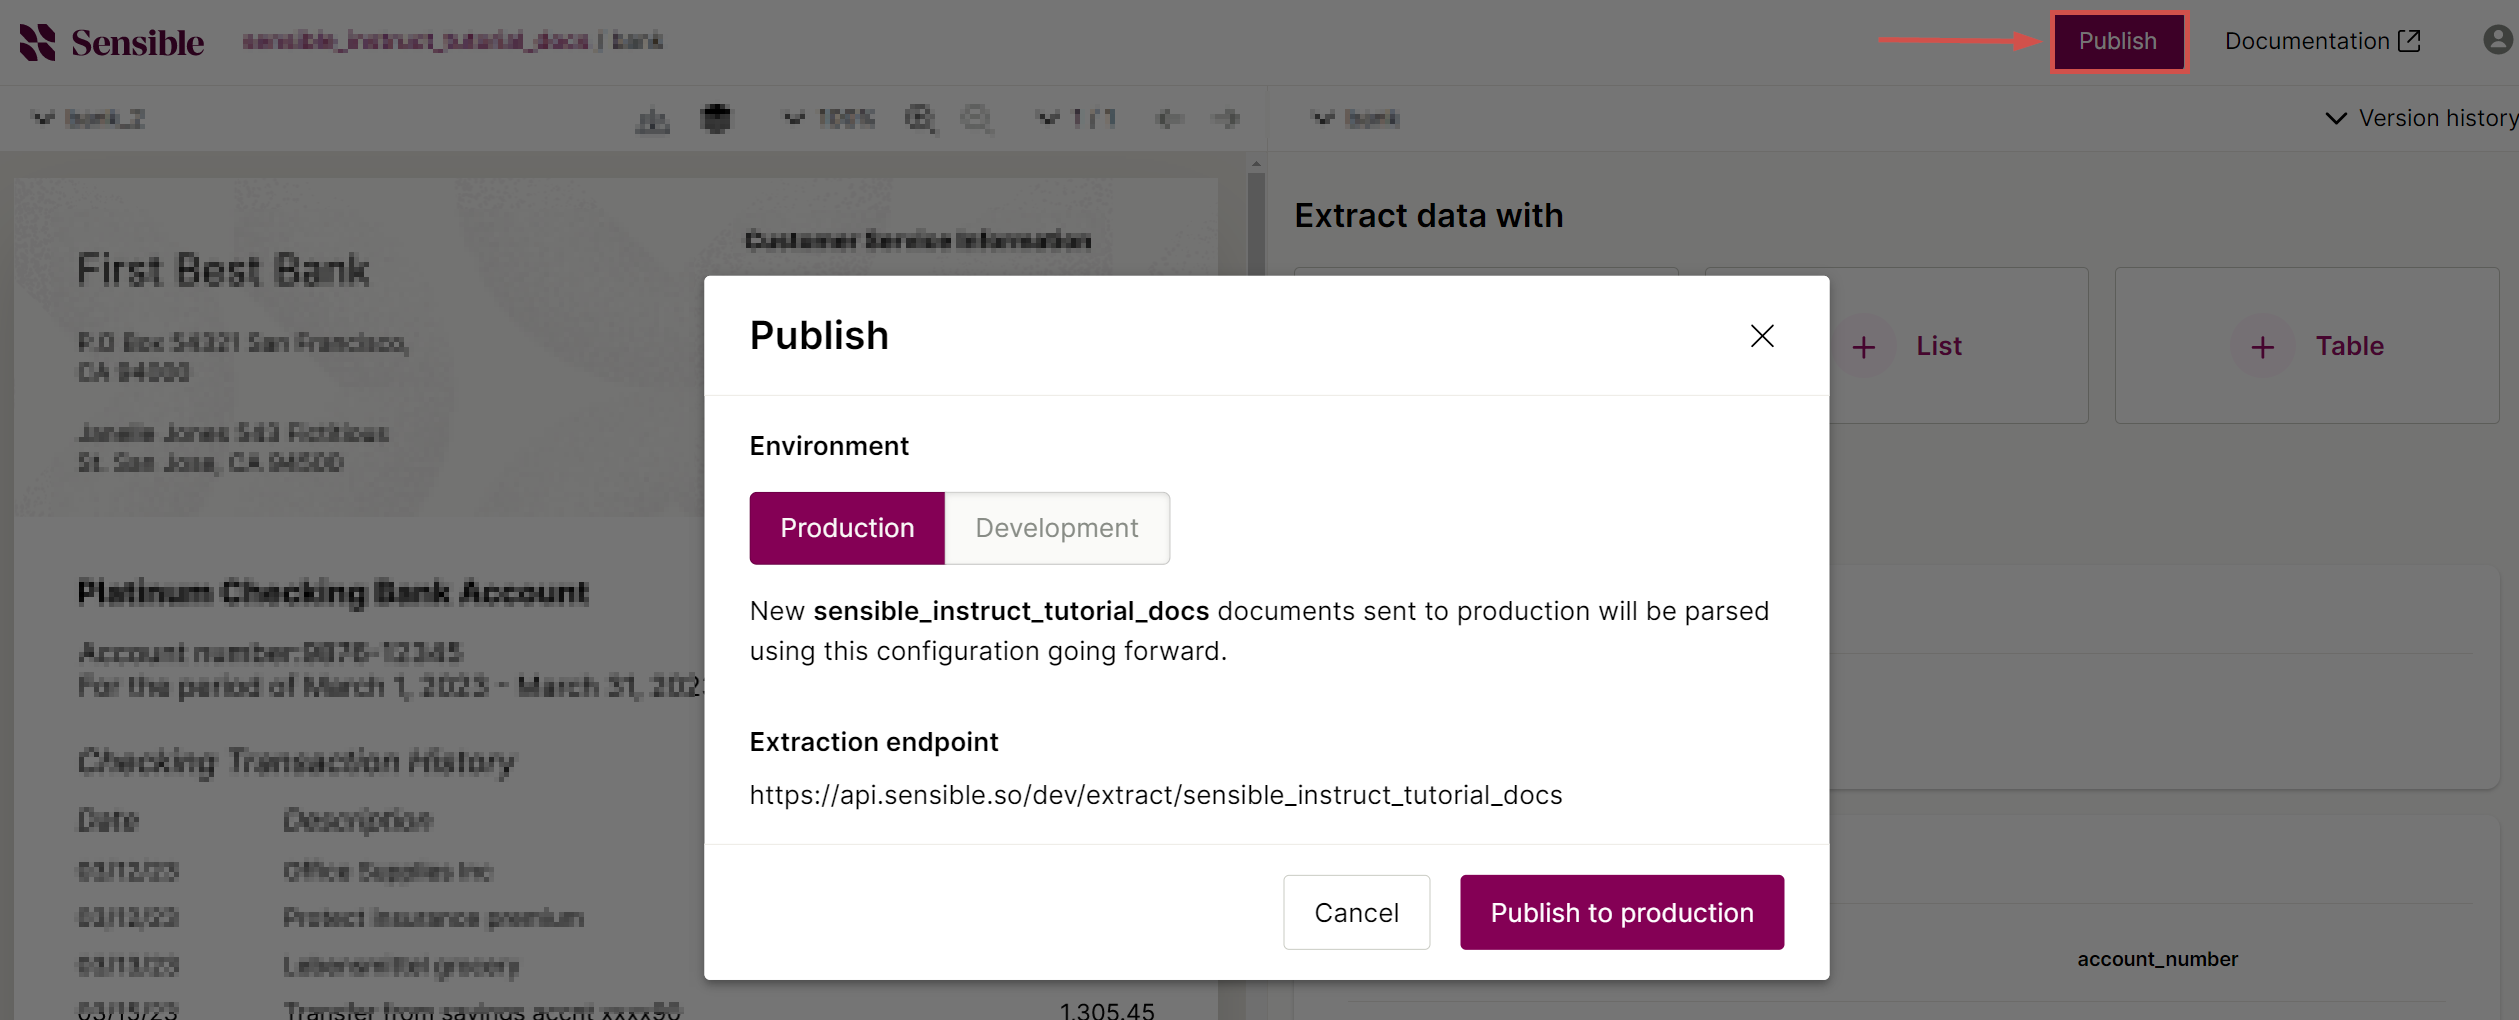 Sensible
sensible_instruct_tutorial_docs / bank
Publish
Documentation
bank_2
100%
1 / 1
bank
Version history
First Best Bank
Customer Service Information
P.O Box 54321 San Francisco,
CA 94000
Janelle Jones 543 Fictitious
St. San Jose, CA 94500
Platinum Checking Bank Account
Account number:9876-12345
For the period of March 1, 2023 - March 31, 2023
Checking Transaction History
Date Description
03/12/23 Office Supplies Inc
03/12/23 Protect Insurance premium
03/13/23 Lebensmittel grocery
03/15/23 Transfer from savings accnt xxxx90 1,305.45
Extract data with
List
Table
account_number
Publish
Environment
Production Development
New sensible_instruct_tutorial_docs documents sent to production will be parsed
using this configuration going forward.
Extraction endpoint
https://api.sensible.so/dev/extract/sensible_instruct_tutorial_docs
Cancel Publish to production